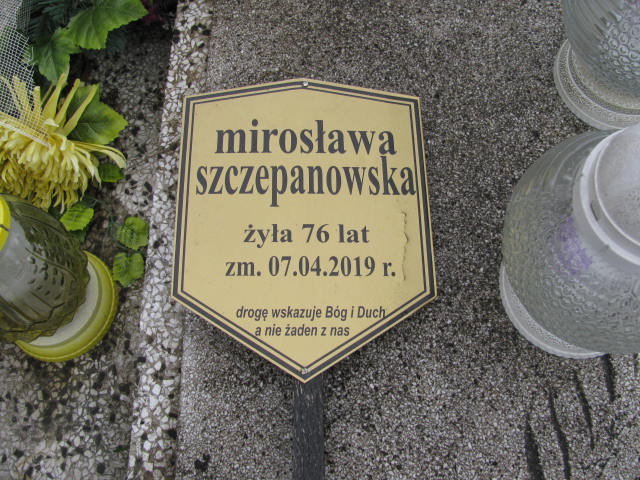 mirosława
szczepanowska
żyła 76 lat
zm. 07.04.2019 r.
drogę wskazuje Bóg i Duch
a nie żaden z nas